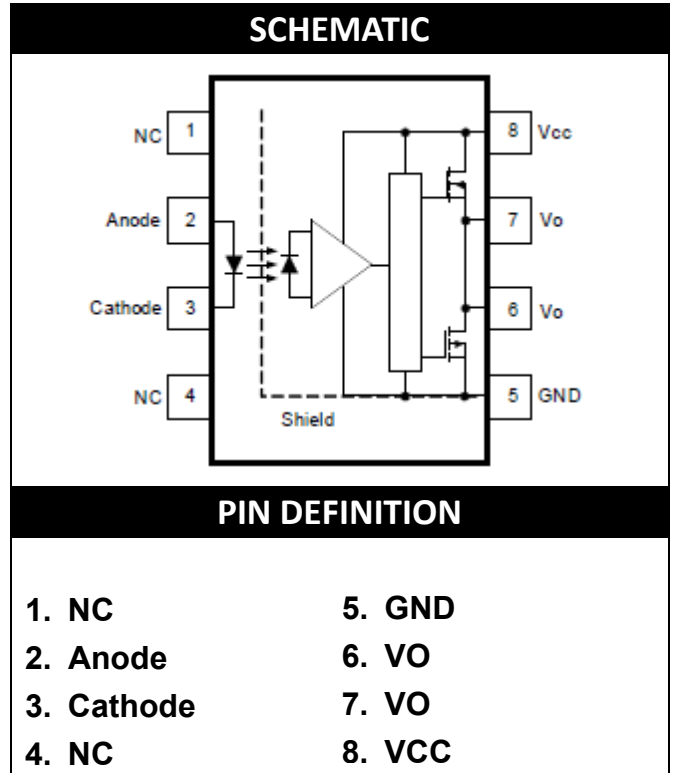 SCHEMATIC
NC 1
8 Vcc
Anode 2
7 Vo
Cathode 3
6 Vo
NC 4
5 GND
Shield
PIN DEFINITION
1. NC
2. Anode
3. Cathode
4. NC
5. GND
6. VO
7. VO
8. VCC